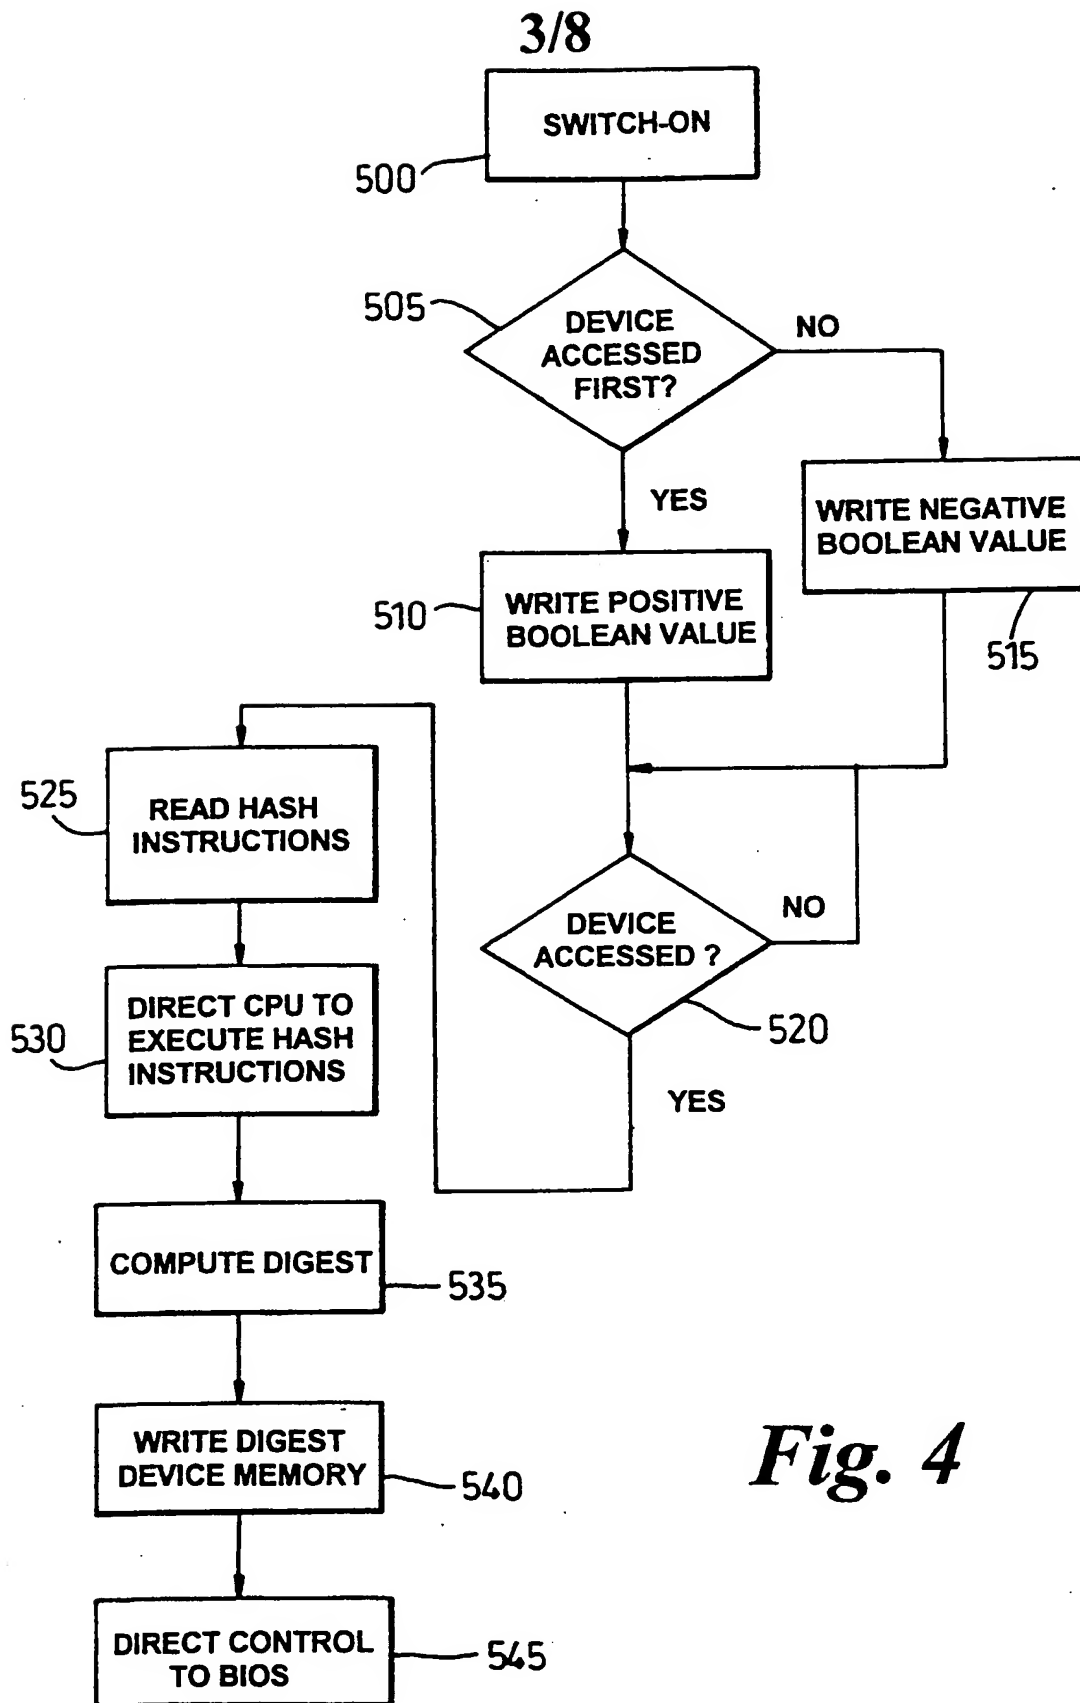 3/8
SWITCH-ON
500
505
DEVICE
ACCESSED
FIRST?
NO
YES
WRITE NEGATIVE
BOOLEAN VALUE
515
510
WRITE POSITIVE
BOOLEAN VALUE
525
READ HASH
INSTRUCTIONS
DEVICE
ACCESSED ?
NO
520
YES
530
DIRECT CPU TO
EXECUTE HASH
INSTRUCTIONS
COMPUTE DIGEST
535
WRITE DIGEST
DEVICE MEMORY
540
Fig. 4
DIRECT CONTROL
TO BIOS
545